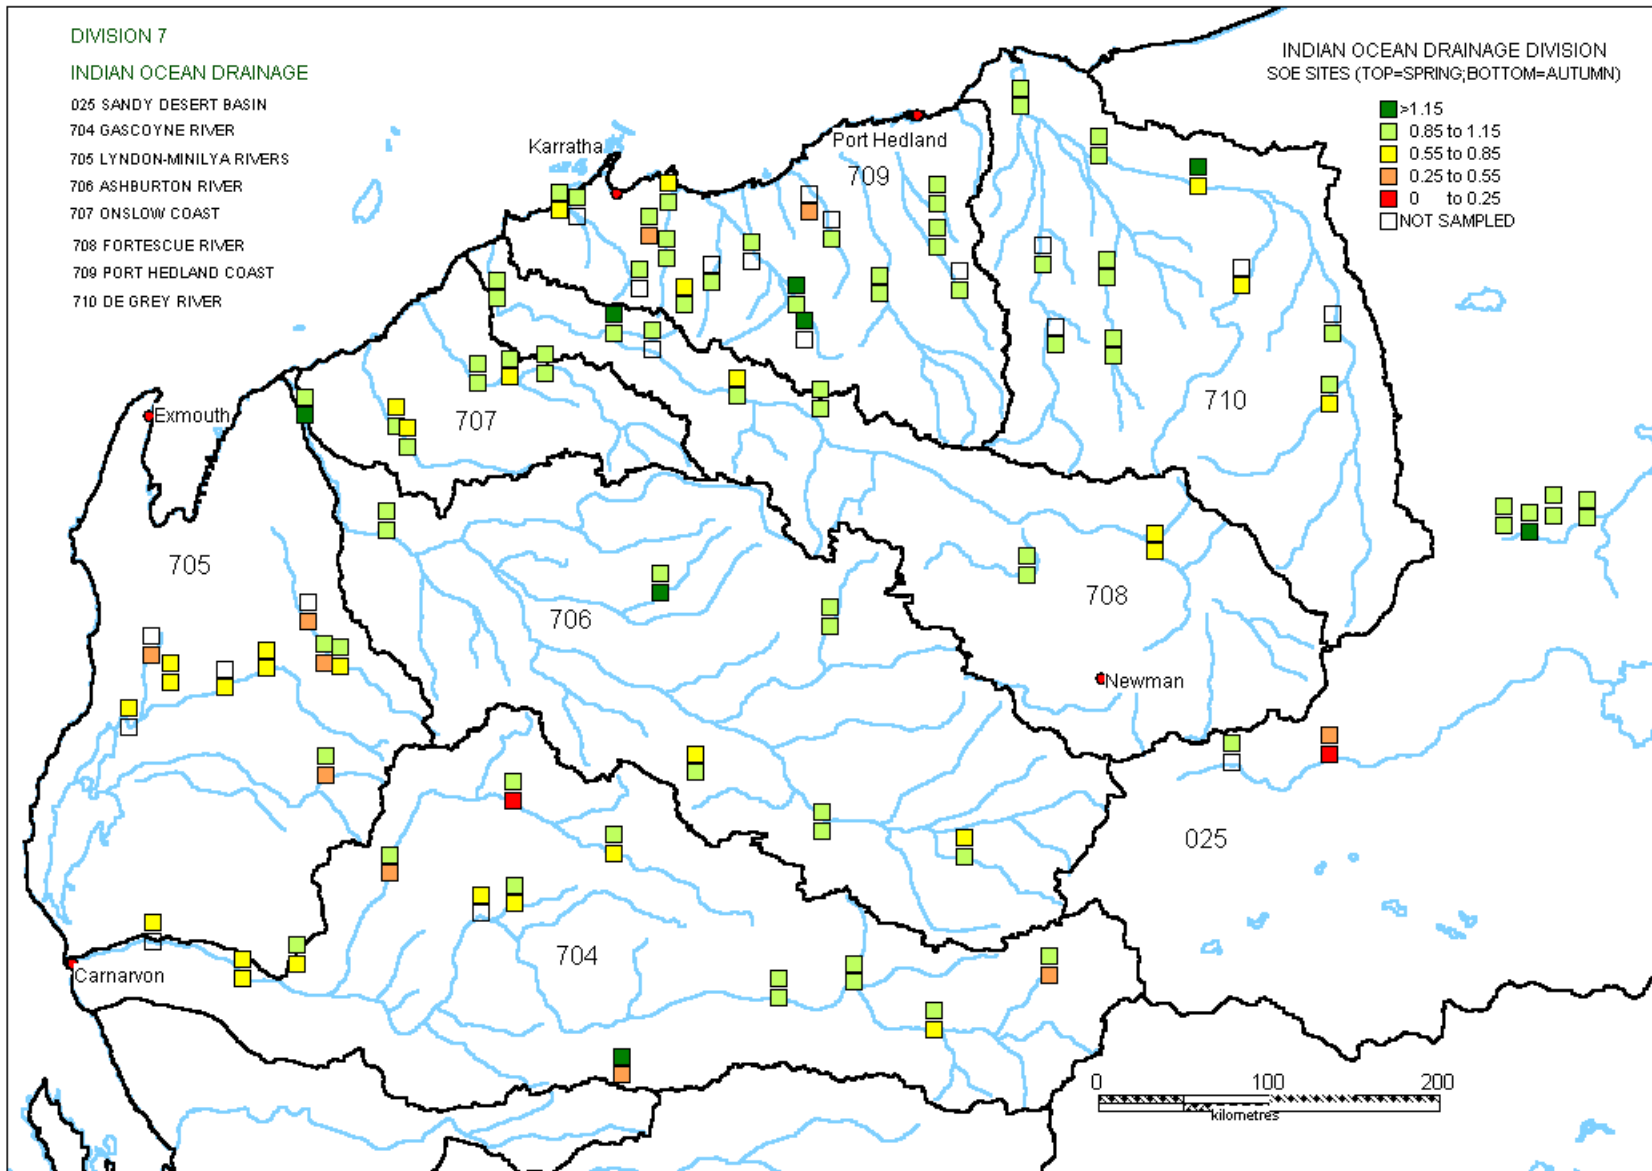 DIVISION 7
INDIAN OCEAN DRAINAGE
025 SANDY DESERT BASIN
704 GASCOYNE RIVER
705 LYNDON-MINILYA RIVERS
706 ASHBURTON RIVER
707 ONSLOW COAST
708 FORTESCUE RIVER
709 PORT HEDLAND COAST
710 DE GREY RIVER
INDIAN OCEAN DRAINAGE DIVISION
SOE SITES (TOP=SPRING;BOTTOM=AUTUMN)
>1.15
0.85 to 1.15
0.55 to 0.85
0.25 to 0.55
0 to 0.25
NOT SAMPLED
Karratha
Port Hedland
709
710
Exmouth
707
705
706
708
Newman
025
704
Carnarvon
0 100 200
kilometres